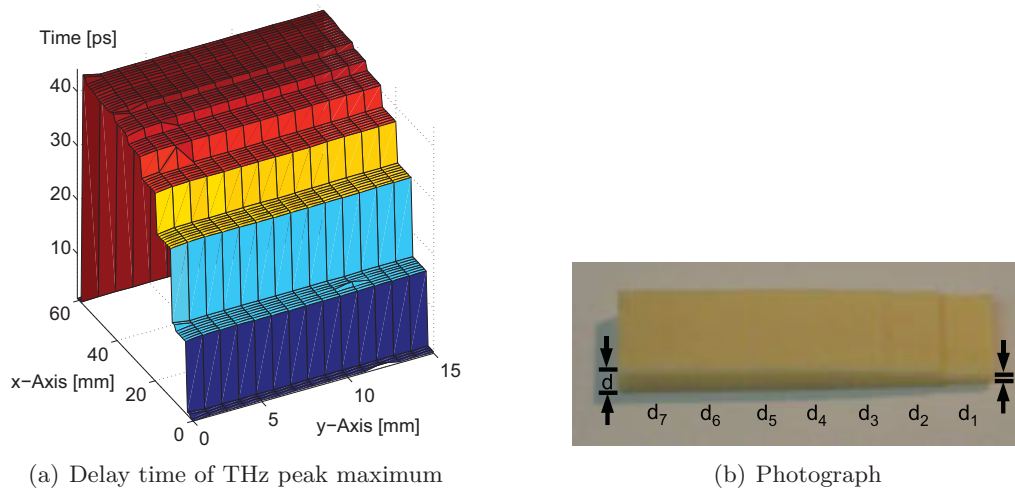 Time [ps]
40
30
20
10
60
40
20
0
x−Axis [mm]
0
5
10
15
y−Axis [mm]
(a) Delay time of THz peak maximum
d
d₇ d₆ d₅ d₄ d₃ d₂ d₁
(b) Photograph